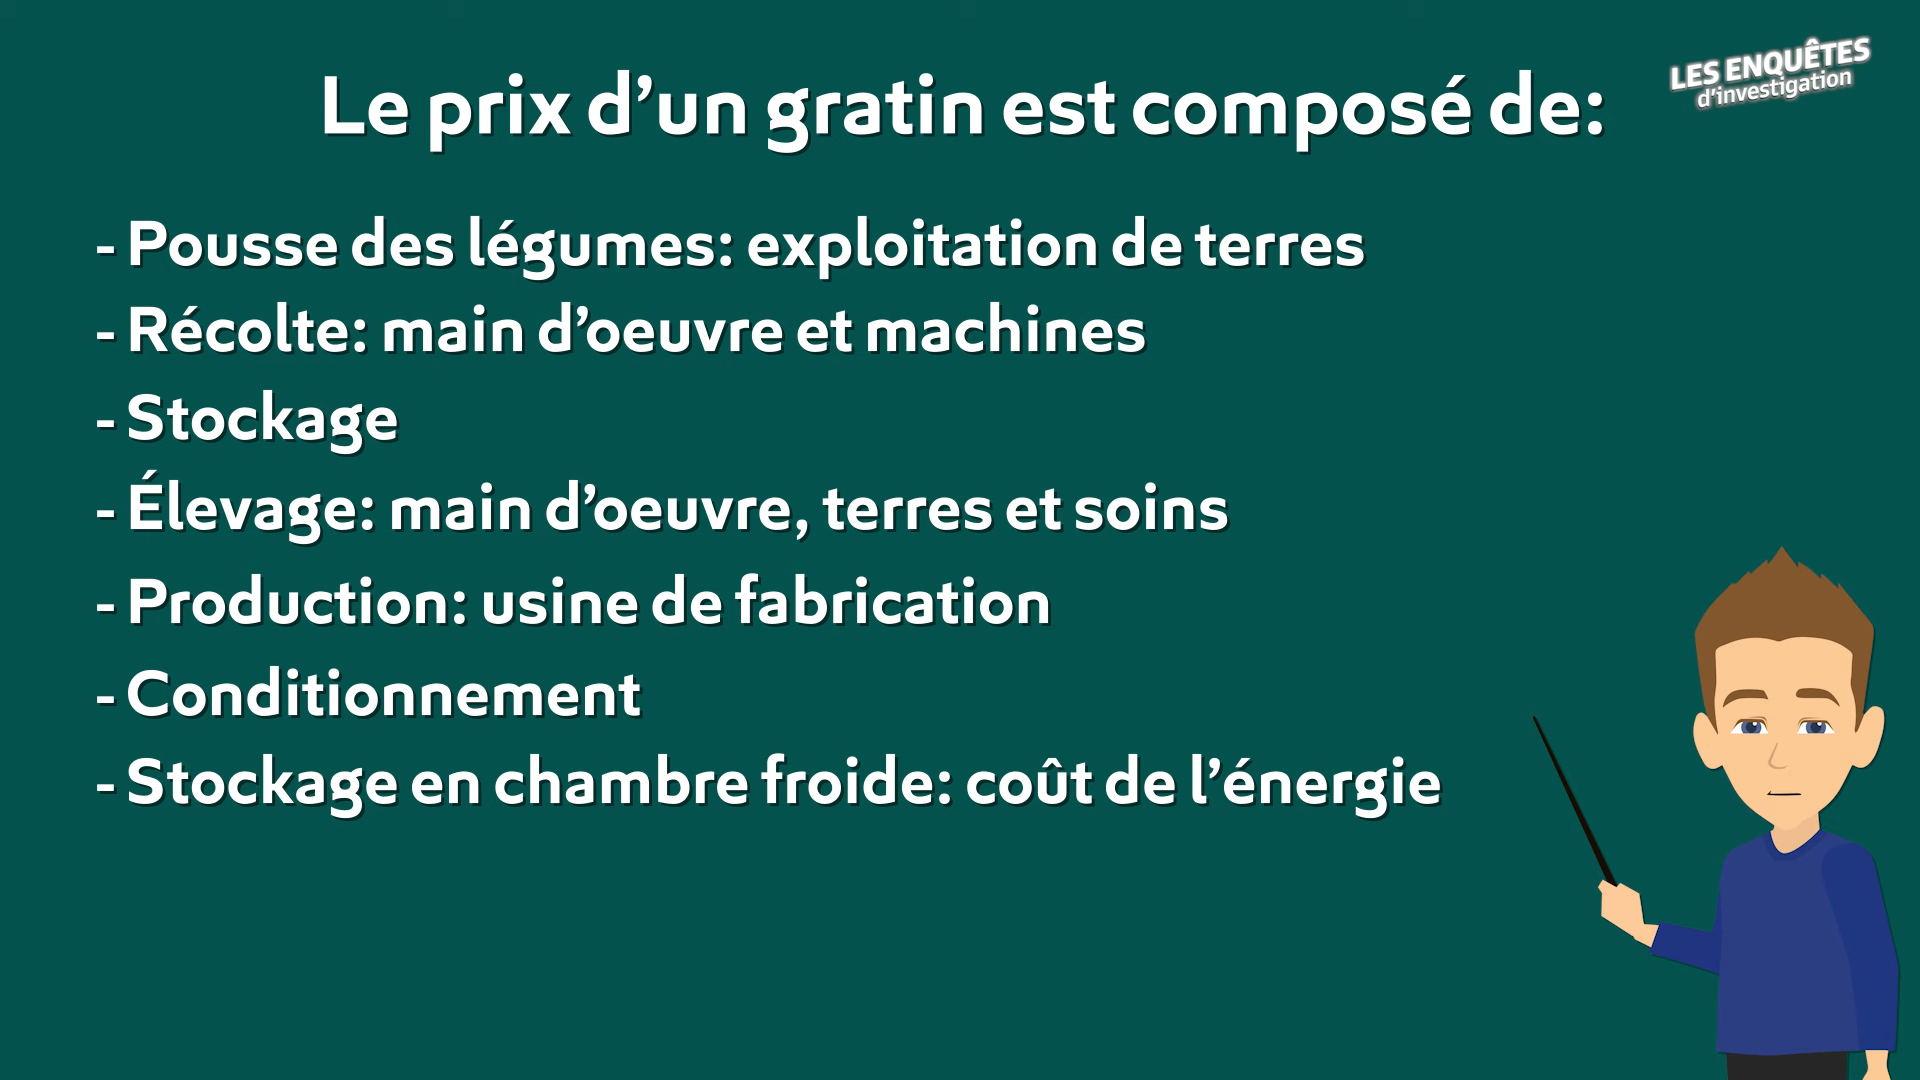 Le prix d’un gratin est composé de:
LES ENQUÊTES
d'investigation
- Pousse des légumes: exploitation de terres
- Récolte: main d’oeuvre et machines
- Stockage
- Élevage: main d’oeuvre, terres et soins
- Production: usine de fabrication
- Conditionnement
- Stockage en chambre froide: coût de l’énergie